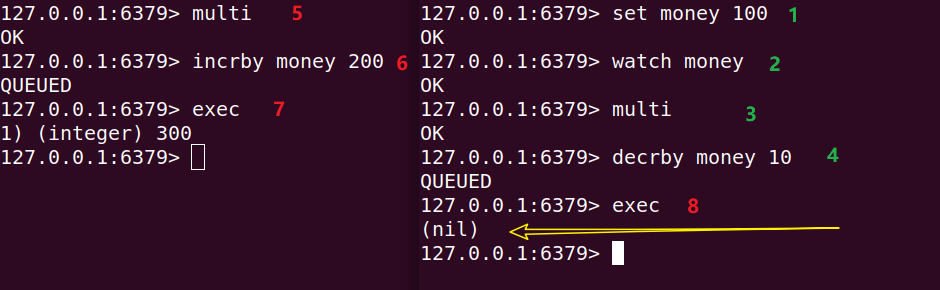 127.0.0.1:6379> multi 5
OK
127.0.0.1:6379> incrby money 200 6
QUEUED
127.0.0.1:6379> exec 7
1) (integer) 300
127.0.0.1:6379>
127.0.0.1:6379> set money 100 1
OK
127.0.0.1:6379> watch money 2
OK
127.0.0.1:6379> multi 3
OK
127.0.0.1:6379> decrby money 10 4
QUEUED
127.0.0.1:6379> exec 8
(nil)
127.0.0.1:6379>